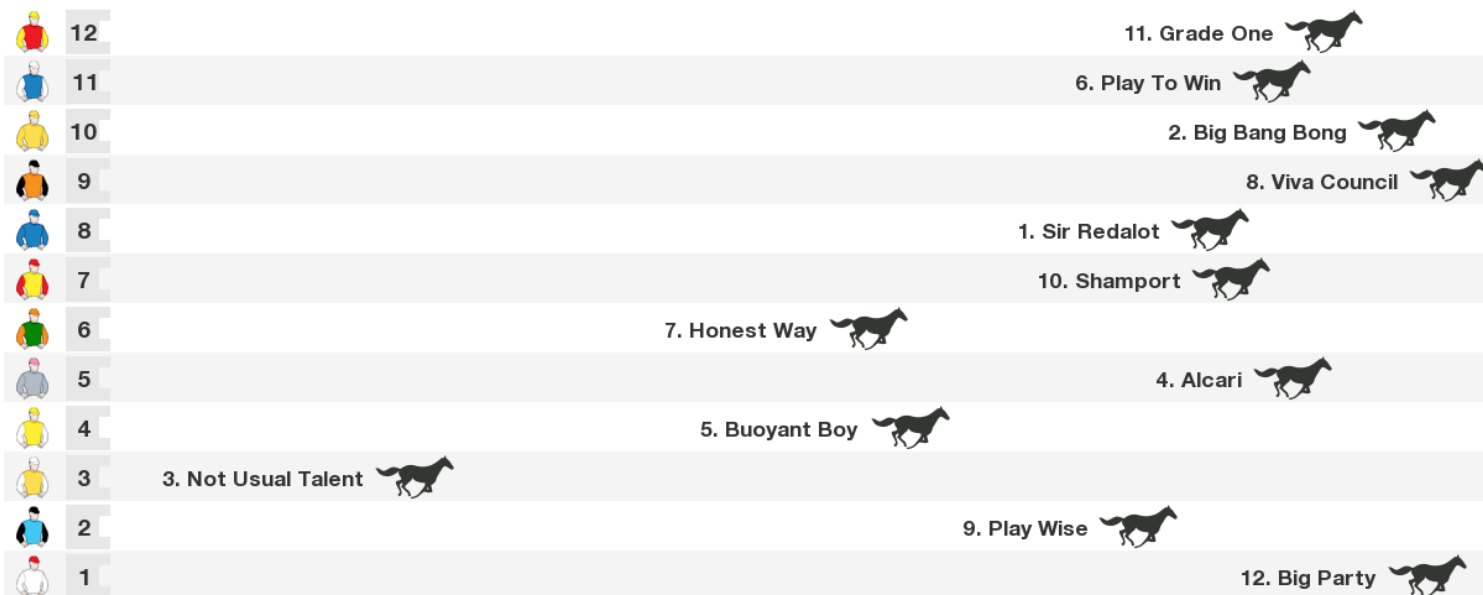 12 11. Grade One
11 6. Play To Win
10 2. Big Bang Bong
9 8. Viva Council
8 1. Sir Redalot
7 10. Shamport
6 7. Honest Way
5 4. Alcari
4 5. Buoyant Boy
3 3. Not Usual Talent
2 9. Play Wise
1 12. Big Party